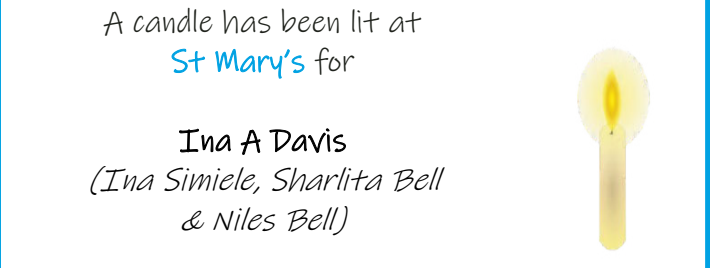 A candle has been lit at
St Mary's for
Ina A Davis
(Ina Simiele, Sharlita Bell
& Niles Bell)